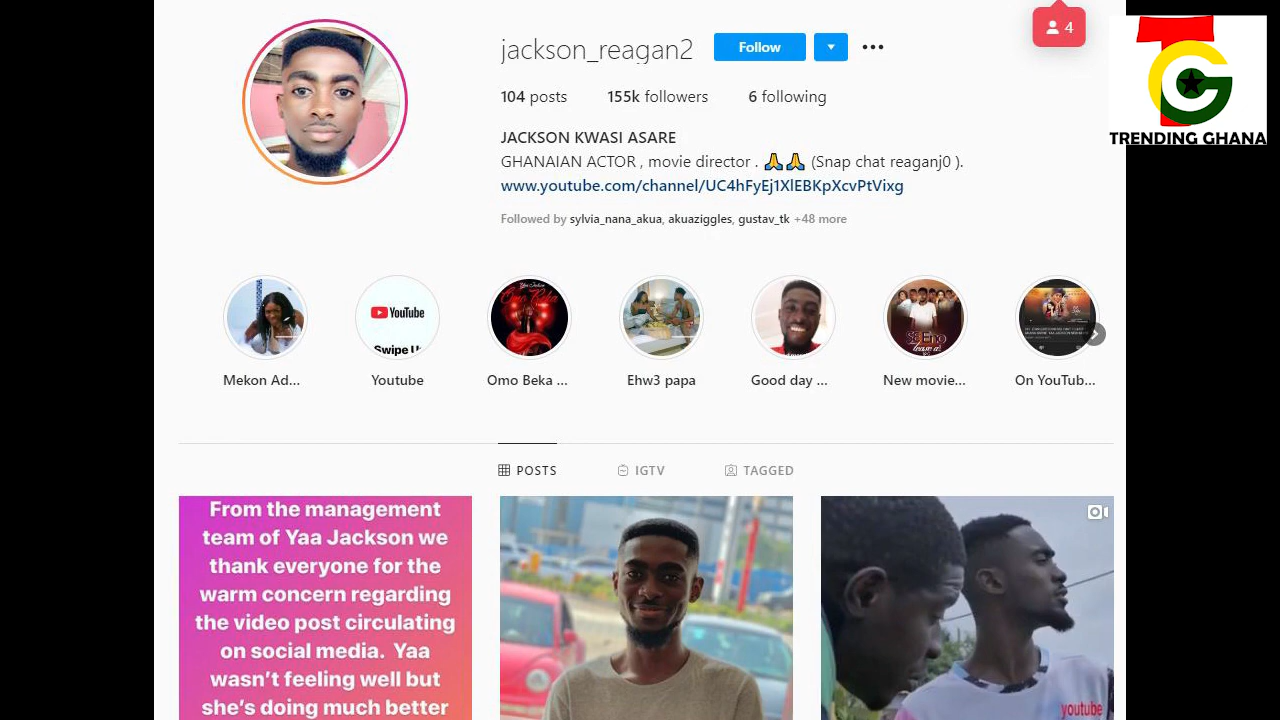 jackson_reagan2 Follow
4
TRENDING GHANA
104 posts 155k followers 6 following
JACKSON KWASI ASARE
GHANAIAN ACTOR , movie director . 🙏🙏 (Snap chat reaganj0 ).
www.youtube.com/channel/UC4hFyEj1XlEBKpXcvPtVixg
Followed by sylvia_nana_akua, akuaziggles, gustav_tk +48 more
YouTube
Swipe U
Mekon Ad... Youtube Omo Beka ... Ehw3 papa Good day ... New movie... On YouTub...
POSTS IGTV TAGGED
From the management
team of Yaa Jackson we
thank everyone for the
warm concern regarding
the video post circulating
on social media. Yaa
wasn't feeling well but
she's doing much better
youtube